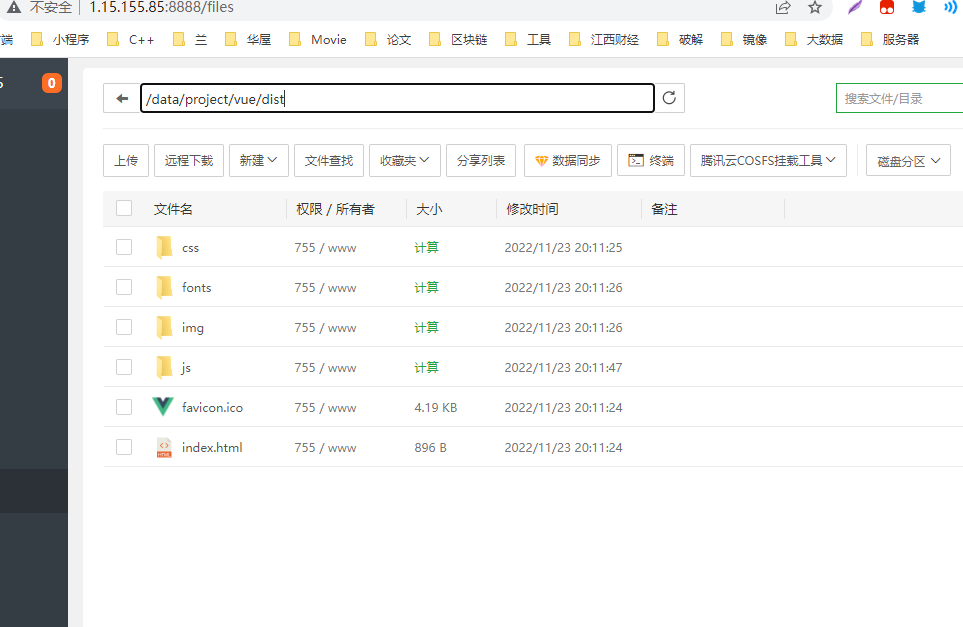 不安全 1.15.155.85:8888/files
端 小程序 C++ 兰 华屋 Movie 论文 区块链 工具 江西财经 破解 镜像 大数据 服务器
5 0
/data/project/vue/dist 搜索文件/目录
上传 远程下载 新建 文件查找 收藏夹 分享列表 数据同步 终端 腾讯云COSFS挂载工具 磁盘分区
文件名 权限 / 所有者 大小 修改时间 备注
css 755 / www 计算 2022/11/23 20:11:25
fonts 755 / www 计算 2022/11/23 20:11:26
img 755 / www 计算 2022/11/23 20:11:26
js 755 / www 计算 2022/11/23 20:11:47
favicon.ico 755 / www 4.19 KB 2022/11/23 20:11:24
index.html 755 / www 896 B 2022/11/23 20:11:24